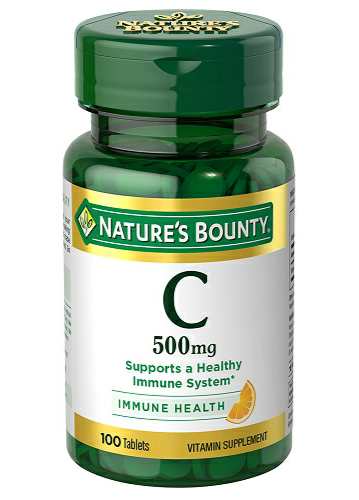 NATURE'S
BOUNTY
NATURE'S BOUNTY®
C
500mg
Supports a Healthy
Immune System*
IMMUNE HEALTH
100 Tablets
VITAMIN SUPPLEMENT